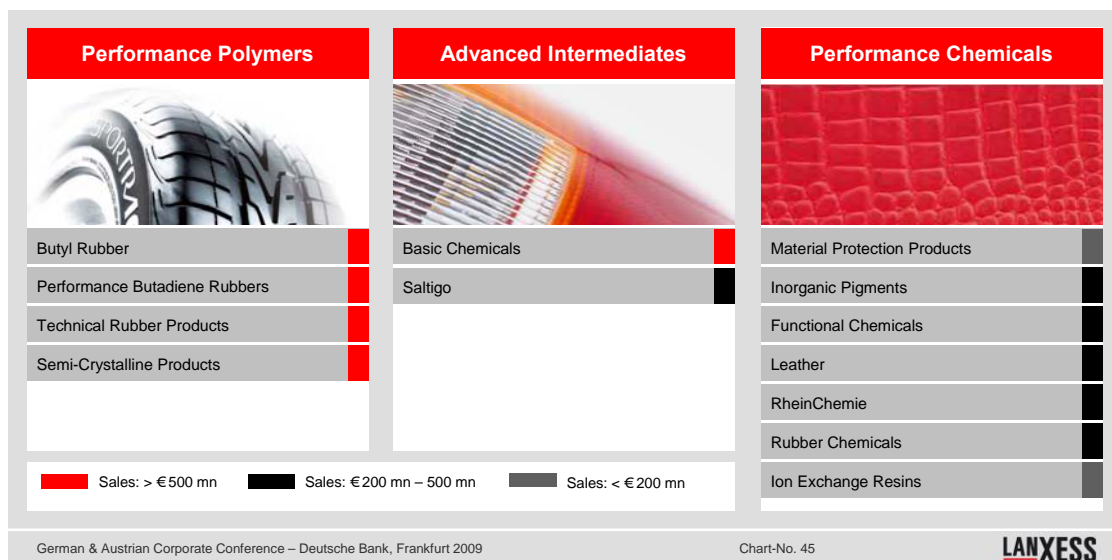 Performance Polymers
Advanced Intermediates
Performance Chemicals
SPORTRAC
Butyl Rubber
Performance Butadiene Rubbers
Technical Rubber Products
Semi-Crystalline Products
Basic Chemicals
Saltigo
Material Protection Products
Inorganic Pigments
Functional Chemicals
Leather
RheinChemie
Rubber Chemicals
Ion Exchange Resins
Sales: > €500 mn
Sales: €200 mn – 500 mn
Sales: < €200 mn
German & Austrian Corporate Conference – Deutsche Bank, Frankfurt 2009
Chart-No. 45
LANXESS